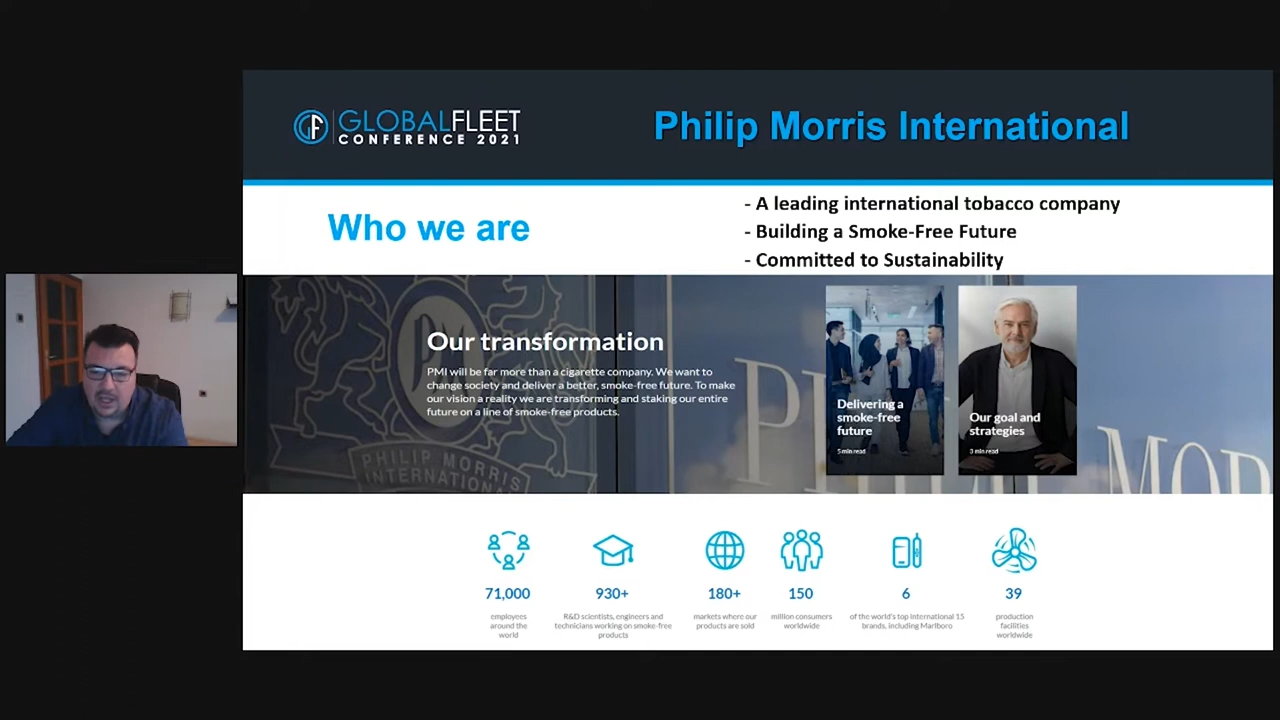 GF GLOBALFLEET
CONFERENCE 2021
Philip Morris International
Who we are
- A leading international tobacco company
- Building a Smoke-Free Future
- Committed to Sustainability
Our transformation
PMI will be far more than a cigarette company. We want to
change society and deliver a better, smoke-free future. To make
our vision a reality we are transforming and staking our entire
future on a line of smoke-free products.
PM
PHILIP MORRIS
INTERNATIONAL
Delivering a
smoke-free
future
5 min read
Our goal and
strategies
3 min read
71,000
employees
around the
world
930+
R&D scientists, engineers and
technicians working on smoke-free
products
180+
markets where our
products are sold
150
million consumers
worldwide
6
of the world's top international 15
brands, including Marlboro
39
production
facilities
worldwide